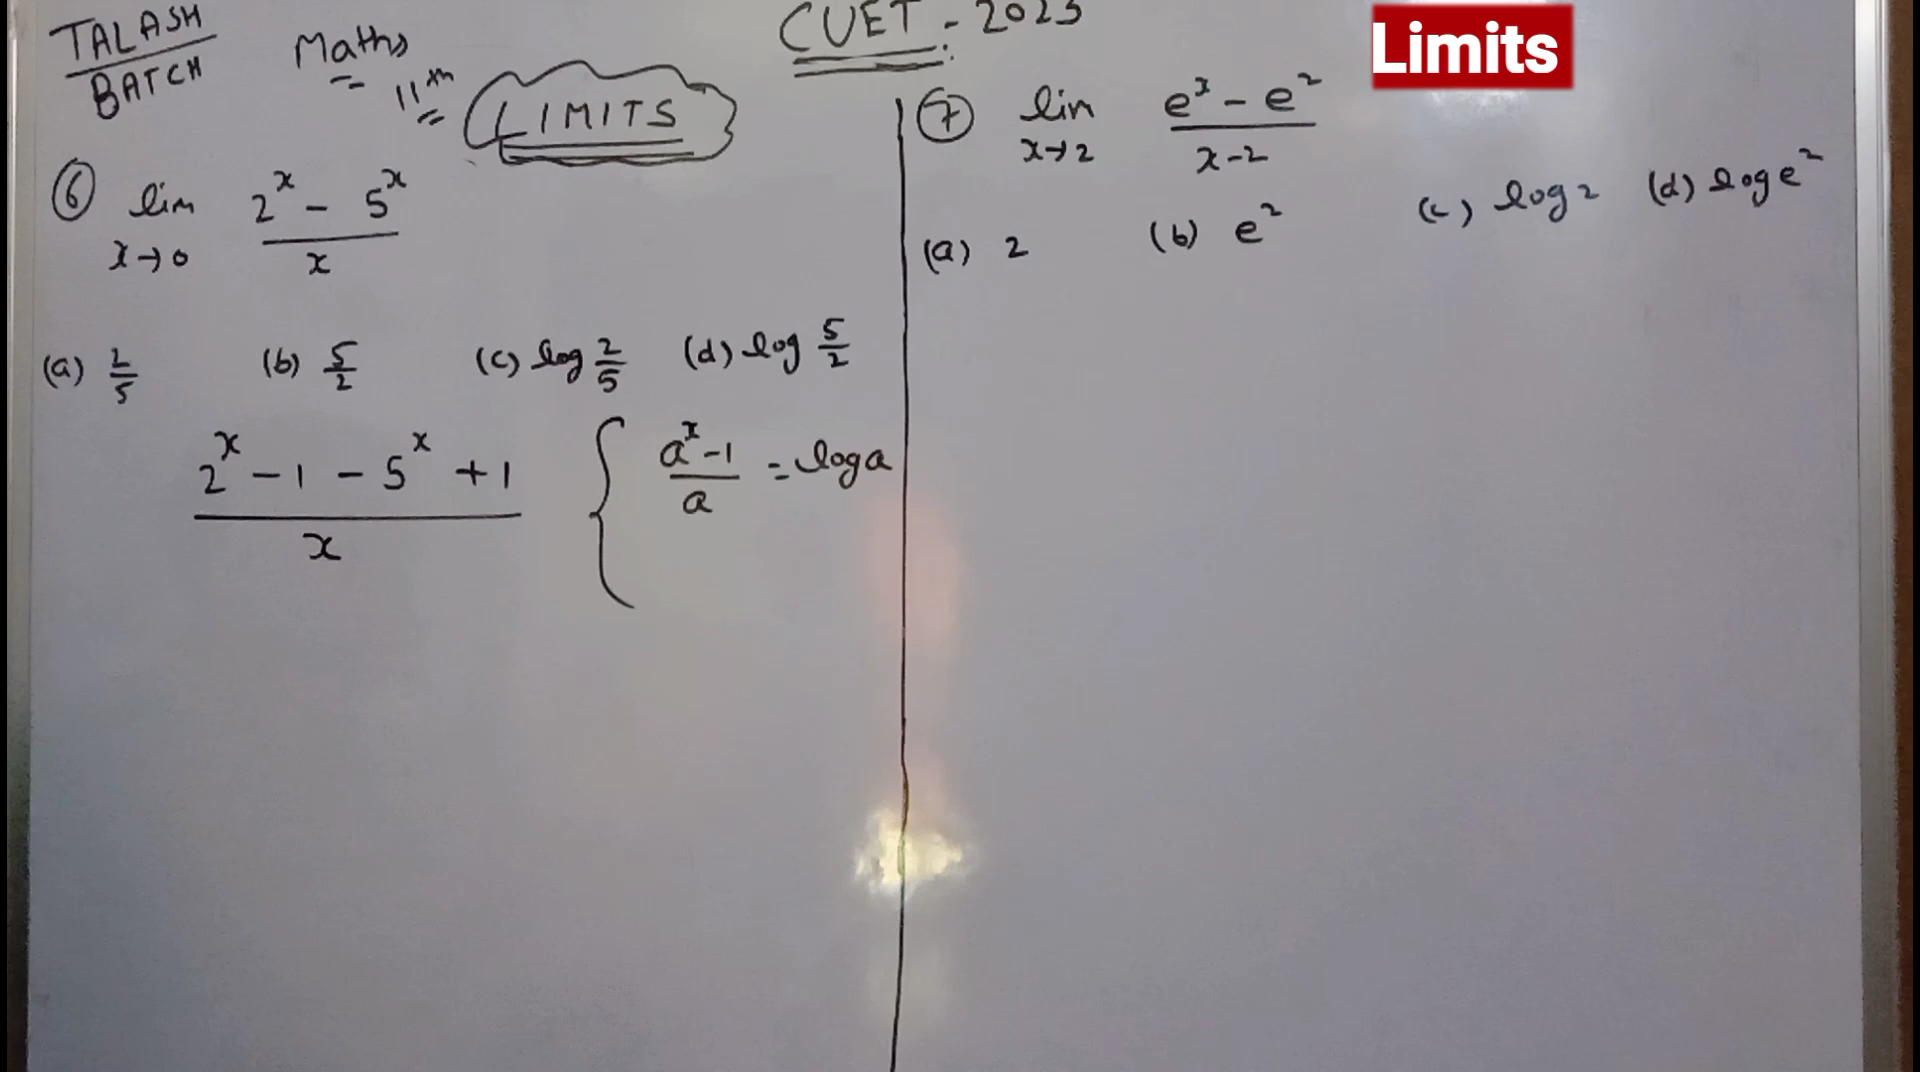 TALASH
BATCH
Maths
11th
LIMITS
CUET - 2023
Limits
⑥ lim x→0 (2^x - 5^x)/x
(a) 2/5 (b) 5/2 (c) log 2/5 (d) log 5/2
(2^x - 1 - 5^x + 1)/x { (a^x - 1)/a = log a
⑦ lim x→2 (e^x - e^2)/(x-2)
(a) 2 (b) e^2 (c) log 2 (d) log e^2